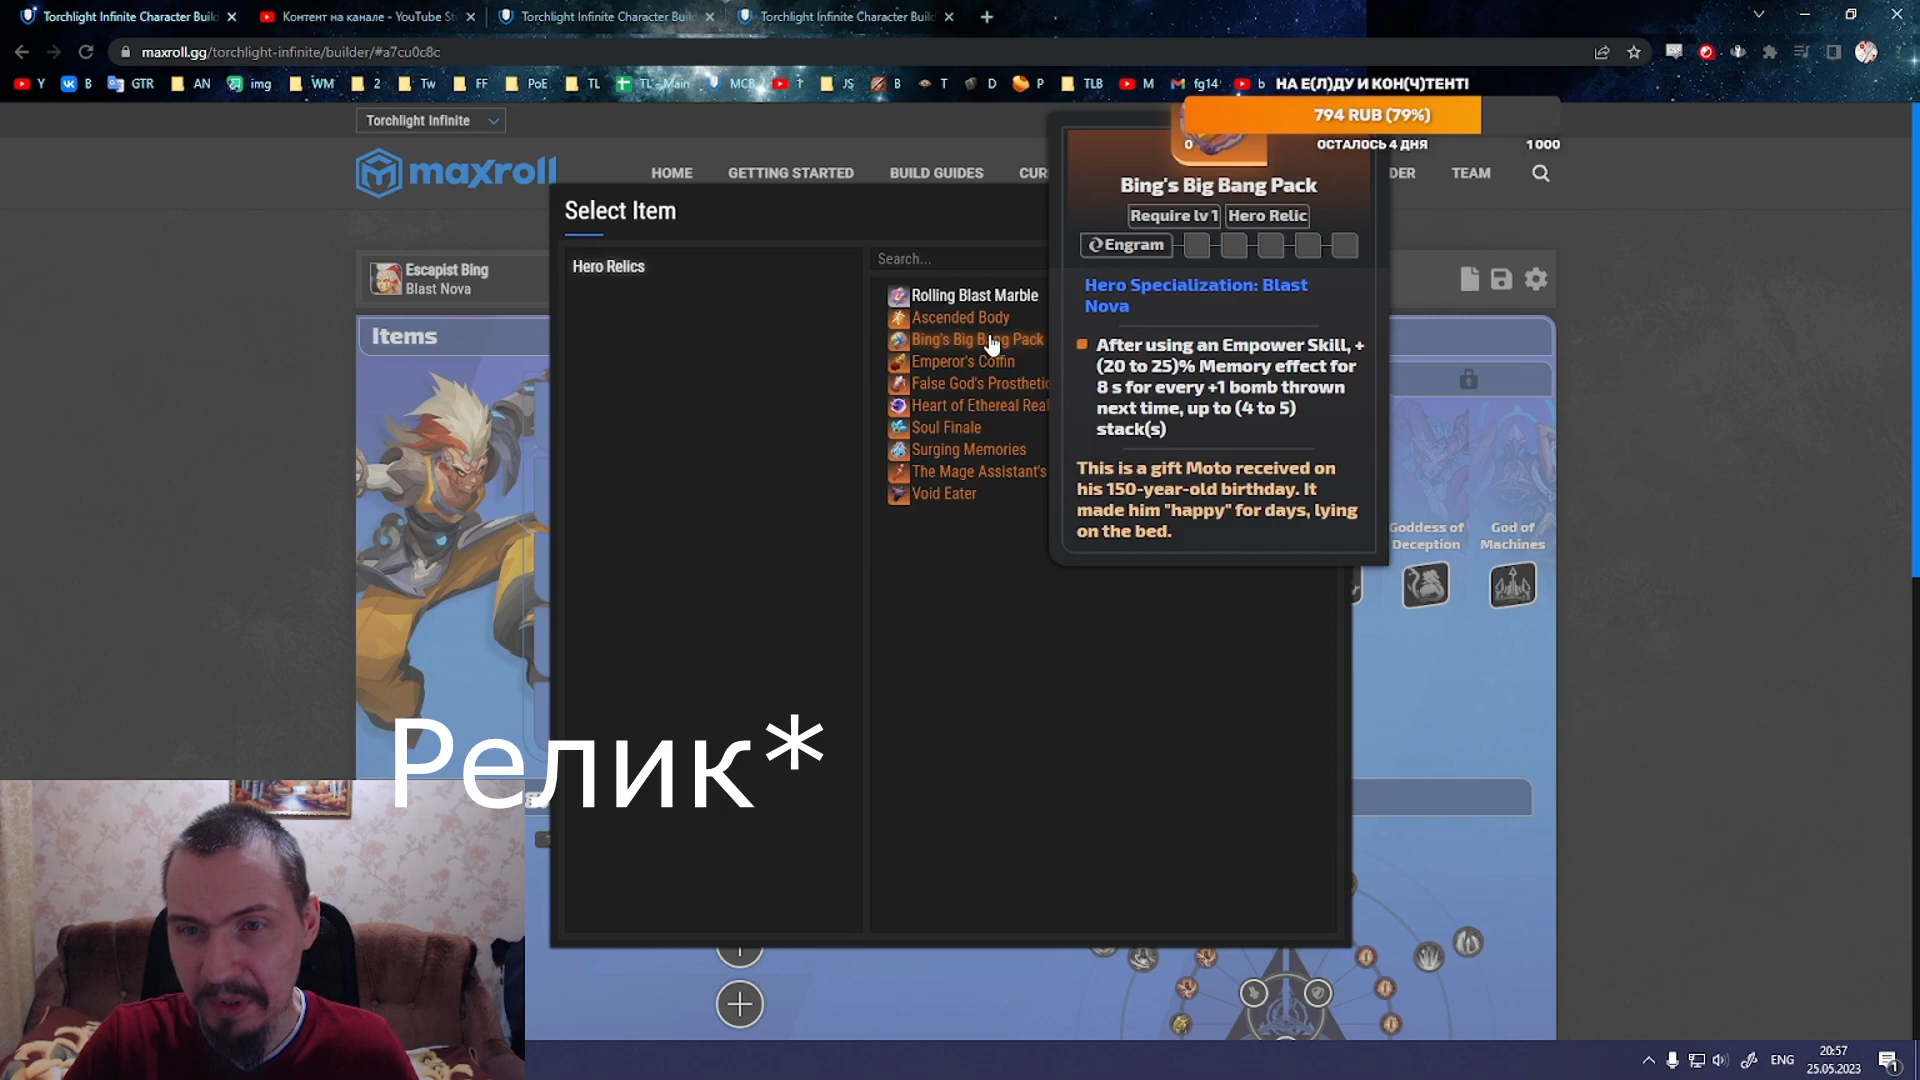 Torchlight Infinite Character Buil
Контент на канале - YouTube St
Torchlight Infinite Character Buil
Torchlight Infinite Character Buil
maxroll.gg/torchlight-infinite/builder/#a7cu0c8c
Y
B
GTR
AN
img
WM
2
Tw
FF
PoE
TL
TL - Main
MCB
T
JS
B
T
D
P
TLB
M
fg14
b
НА Е(Л)ДУ И КОН(Ч)ТЕНТ!
794 RUB (79%)
0
ОСТАЛОСЬ 4 ДНЯ
1000
Torchlight Infinite
maxroll
HOME
GETTING STARTED
BUILD GUIDES
CUR
DER
TEAM
Select Item
Hero Relics
Search...
Rolling Blast Marble
Ascended Body
Bing's Big Bang Pack
Emperor's Coffin
False God's Prosthetic
Heart of Ethereal Real
Soul Finale
Surging Memories
The Mage Assistant's
Void Eater
Bing's Big Bang Pack
Require lv 1
Hero Relic
Engram
Hero Specialization: Blast
Nova
After using an Empower Skill, +
(20 to 25)% Memory effect for
8 s for every +1 bomb thrown
next time, up to (4 to 5)
stack(s)
This is a gift Moto received on
his 150-year-old birthday. It
made him "happy" for days, lying
on the bed.
Escapist Bing
Blast Nova
Items
Goddess of
Deception
God of
Machines
Релик*
ENG
20:57
25.05.2023
1